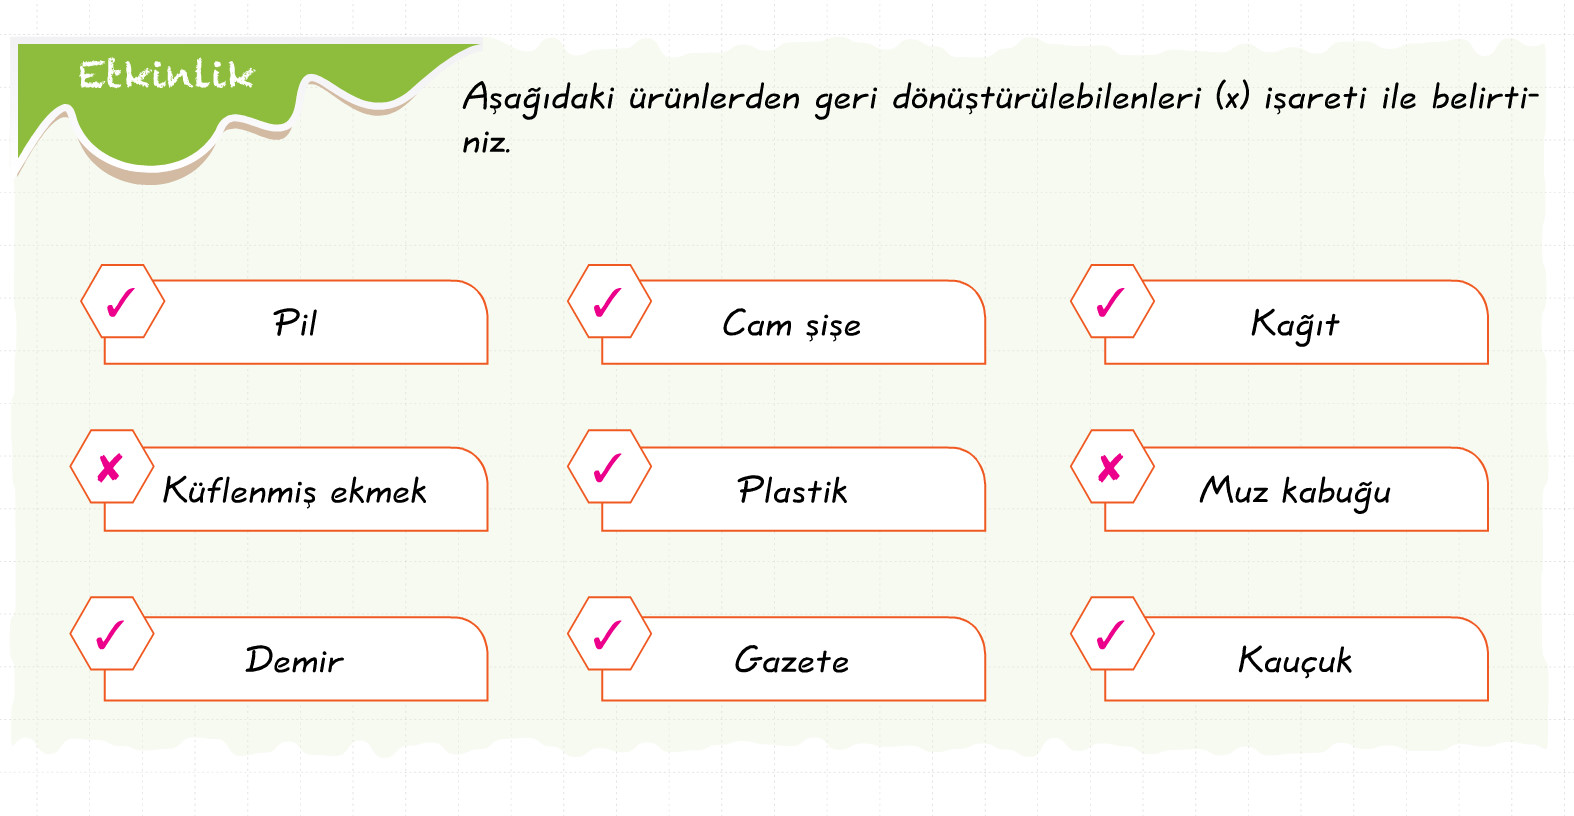 Etkinlik
Aşağıdaki ürünlerden geri dönüştürülebilenleri (x) işareti ile belirti-
niz.
✓ Pil
✓ Cam şişe
✓ Kağıt
✘ Küflenmiş ekmek
✓ Plastik
✘ Muz kabuğu
✓ Demir
✓ Gazete
✓ Kauçuk